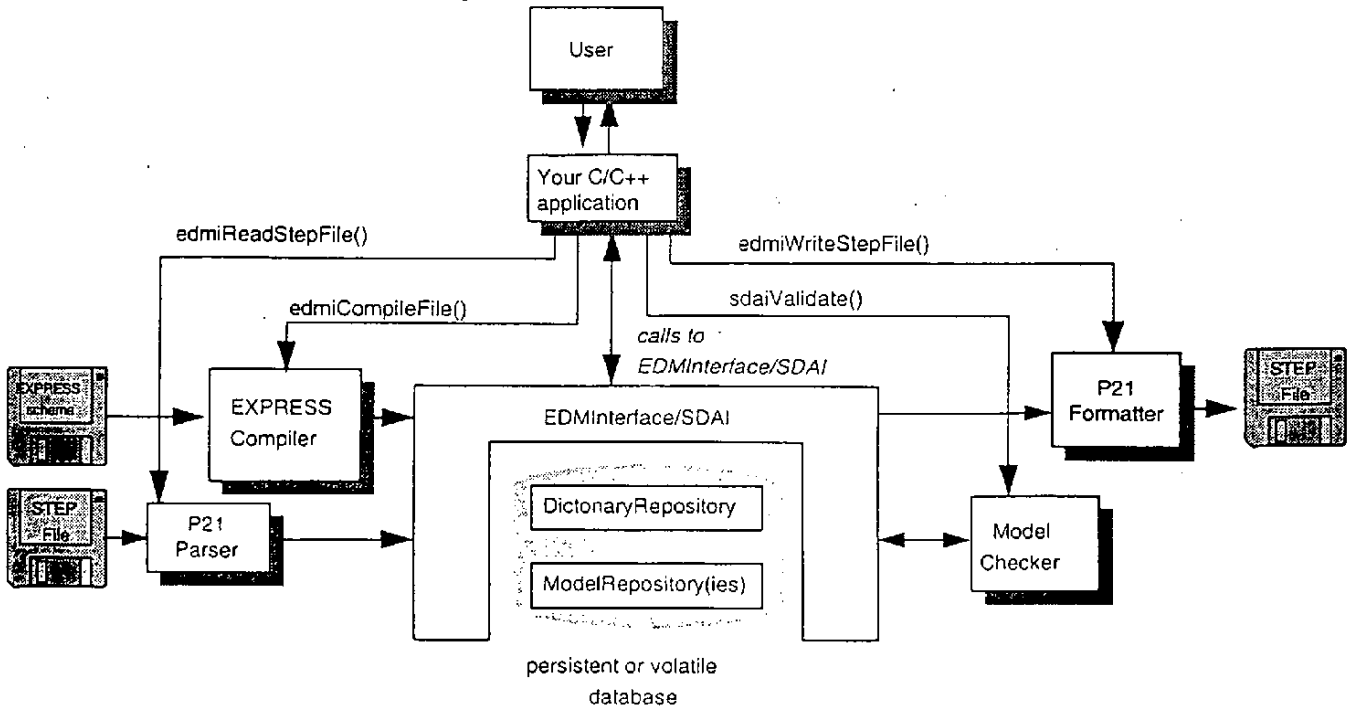 User
Your C/C++
application
edmiReadStepFile()
edmiWriteStepFile()
edmiCompileFile()
sdaiValidate()
calls to
EDMInterface/SDAI
EXPRESS
scheme
EXPRESS
Compiler
EDMInterface/SDAI
P21
Formatter
STEP
File
STEP
File
P21
Parser
DictonaryRepository
ModelRepository(ies)
Model
Checker
persistent or volatile
database